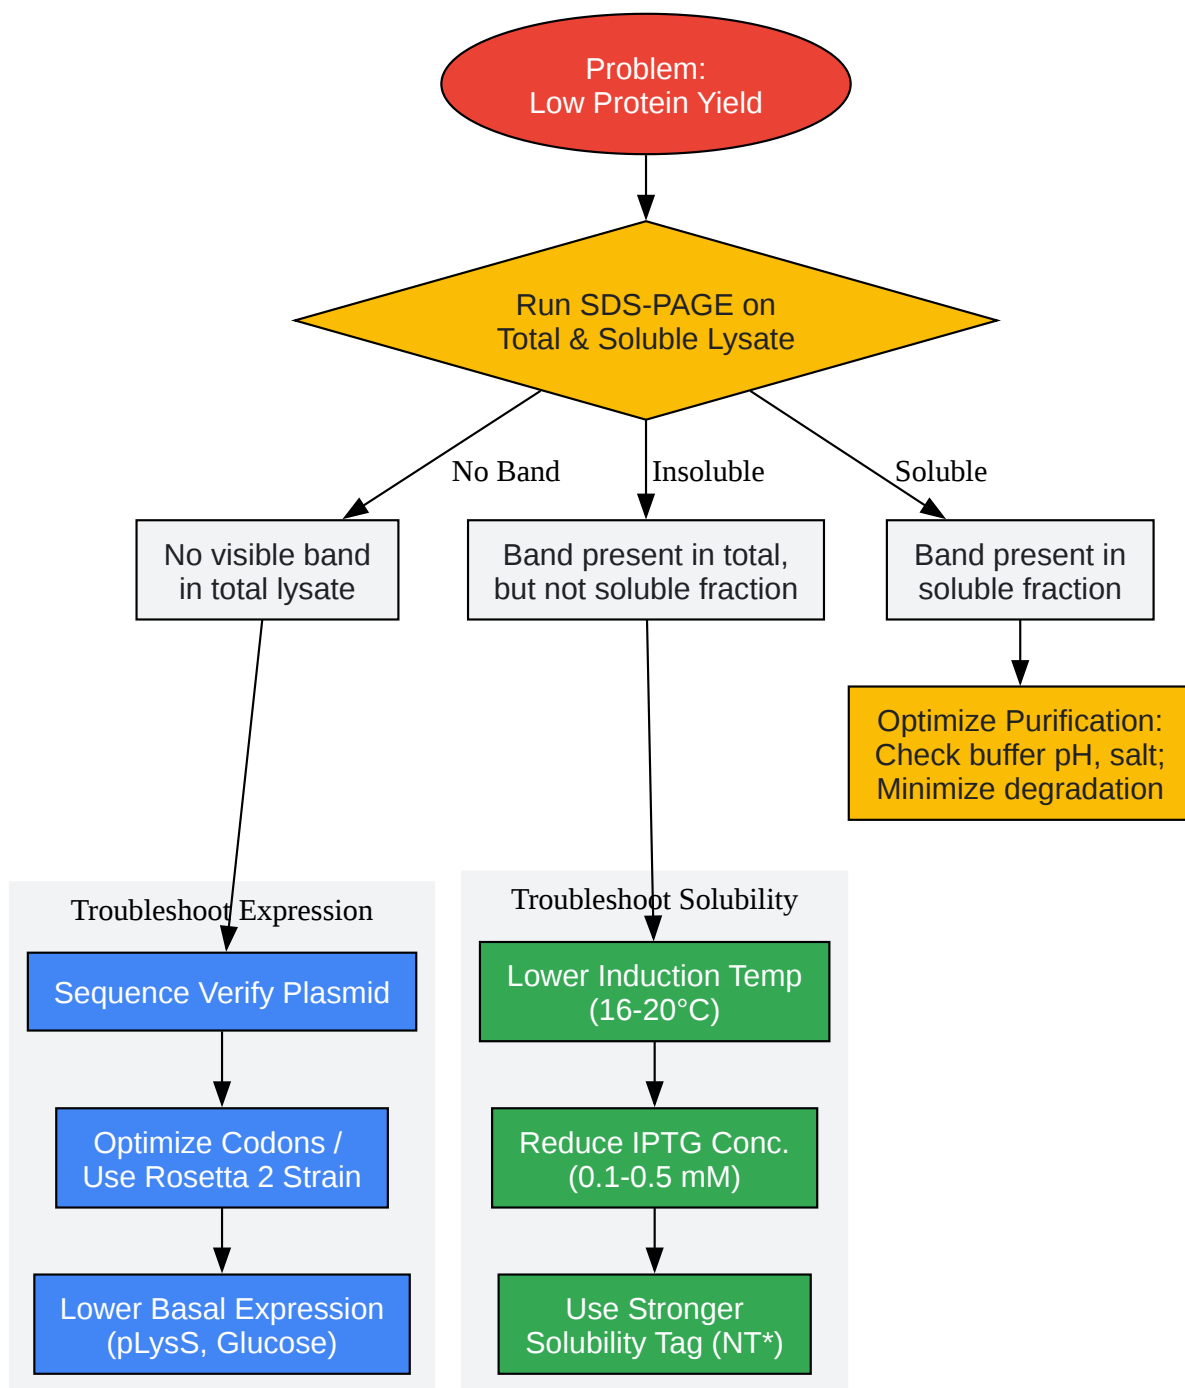 Problem:
Low Protein Yield
Run SDS-PAGE on
Total & Soluble Lysate
No Band
Insoluble
Soluble
No visible band
in total lysate
Band present in total,
but not soluble fraction
Band present in
soluble fraction
Optimize Purification:
Check buffer pH, salt;
Minimize degradation
Troubleshoot Expression
Sequence Verify Plasmid
Optimize Codons /
Use Rosetta 2 Strain
Lower Basal Expression
(pLysS, Glucose)
Troubleshoot Solubility
Lower Induction Temp
(16-20°C)
Reduce IPTG Conc.
(0.1-0.5 mM)
Use Stronger
Solubility Tag (NT*)